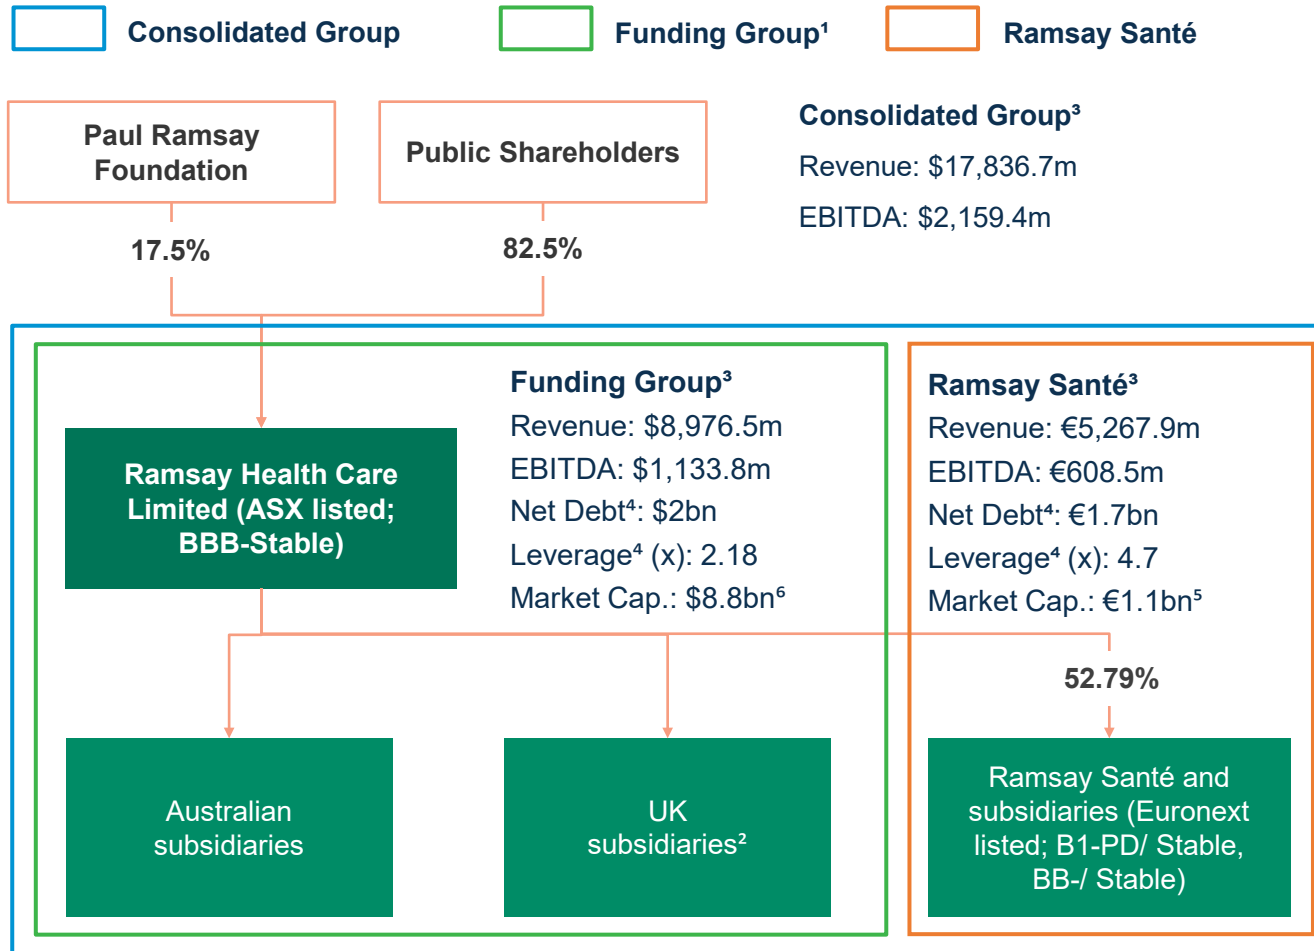 Consolidated Group
Funding Group¹
Ramsay Santé
Paul Ramsay
Foundation
Public Shareholders
Consolidated Group³
Revenue: $17,836.7m
EBITDA: $2,159.4m
17.5%
82.5%
Funding Group³
Revenue: $8,976.5m
EBITDA: $1,133.8m
Net Debt⁴: $2bn
Leverage⁴ (x): 2.18
Market Cap.: $8.8bn⁶
Ramsay Santé³
Revenue: €5,267.9m
EBITDA: €608.5m
Net Debt⁴: €1.7bn
Leverage⁴ (x): 4.7
Market Cap.: €1.1bn⁵
Ramsay Health Care
Limited (ASX listed;
BBB-Stable)
52.79%
Australian
subsidiaries
UK
subsidiaries²
Ramsay Santé and
subsidiaries (Euronext
listed; B1-PD/ Stable,
BB-/ Stable)